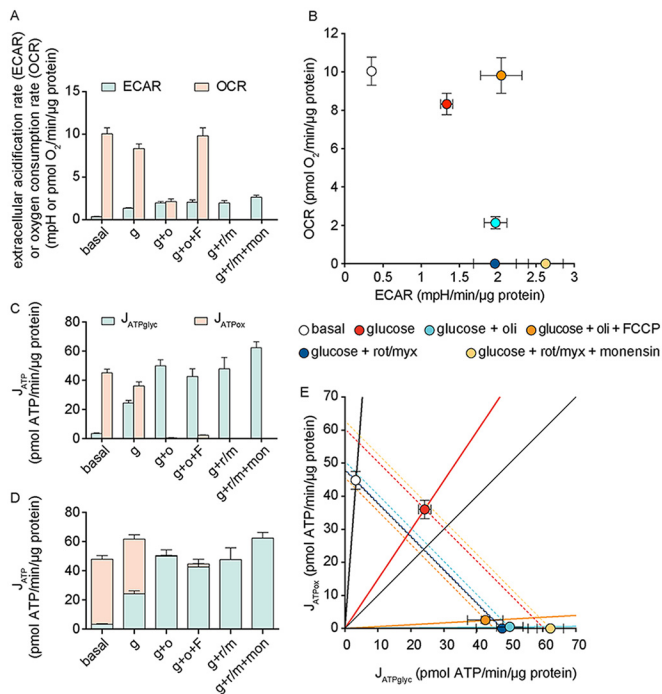 A
extracellular acidification rate (ECAR)
or oxygen consumption rate (OCR)
(mpH or pmol O2/min/µg protein)
ECAR OCR
15
10
5
0
basal g g+o g+o+F g+r/m g+r/m+mon
B
OCR (pmol O2/min/µg protein)
12
10
8
6
4
2
0
0 0.5 1 1.5 2 2.5 3
ECAR (mpH/min/µg protein)
basal glucose glucose + oli glucose + oli + FCCP
glucose + rot/myx glucose + rot/myx + monensin
C
JATP
(pmol ATP/min/µg protein)
JATPglyc JATPox
80
60
40
20
0
basal g g+o g+o+F g+r/m g+r/m+mon
D
JATP
(pmol ATP/min/µg protein)
80
60
40
20
0
basal g g+o g+o+F g+r/m g+r/m+mon
E
JATPox (pmol ATP/min/µg protein)
70
60
50
40
30
20
10
0
0 10 20 30 40 50 60 70
JATPglyc (pmol ATP/min/µg protein)